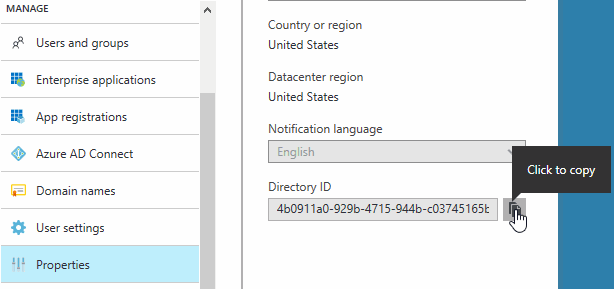 MANAGE
Users and groups
Enterprise applications
App registrations
Azure AD Connect
Domain names
User settings
Properties
Country or region
United States
Datacenter region
United States
Notification language
English
Directory ID
4b0911a0-929b-4715-944b-c03745165b
Click to copy